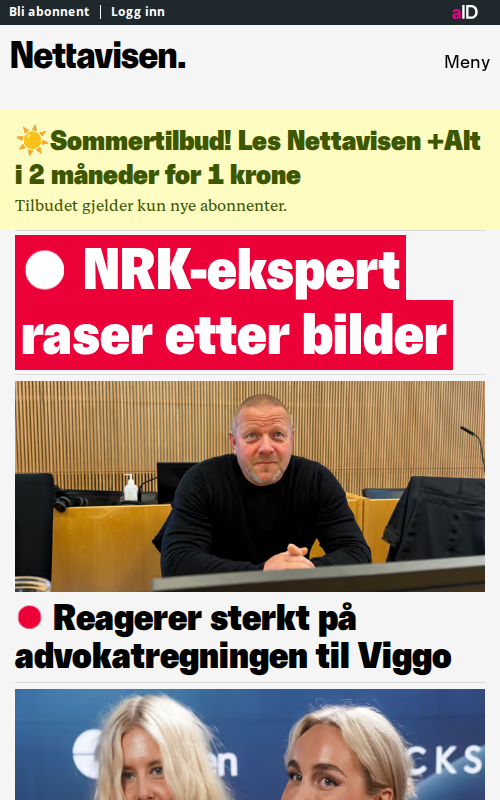 Bli abonnent
Logg inn
aID
Nettavisen.
Meny
Sommertilbud! Les Nettavisen +Alt
i 2 måneder for 1 krone
Tilbudet gjelder kun nye abonnenter.
NRK-ekspert
raser etter bilder
Reagerer sterkt på
advokatregningen til Viggo